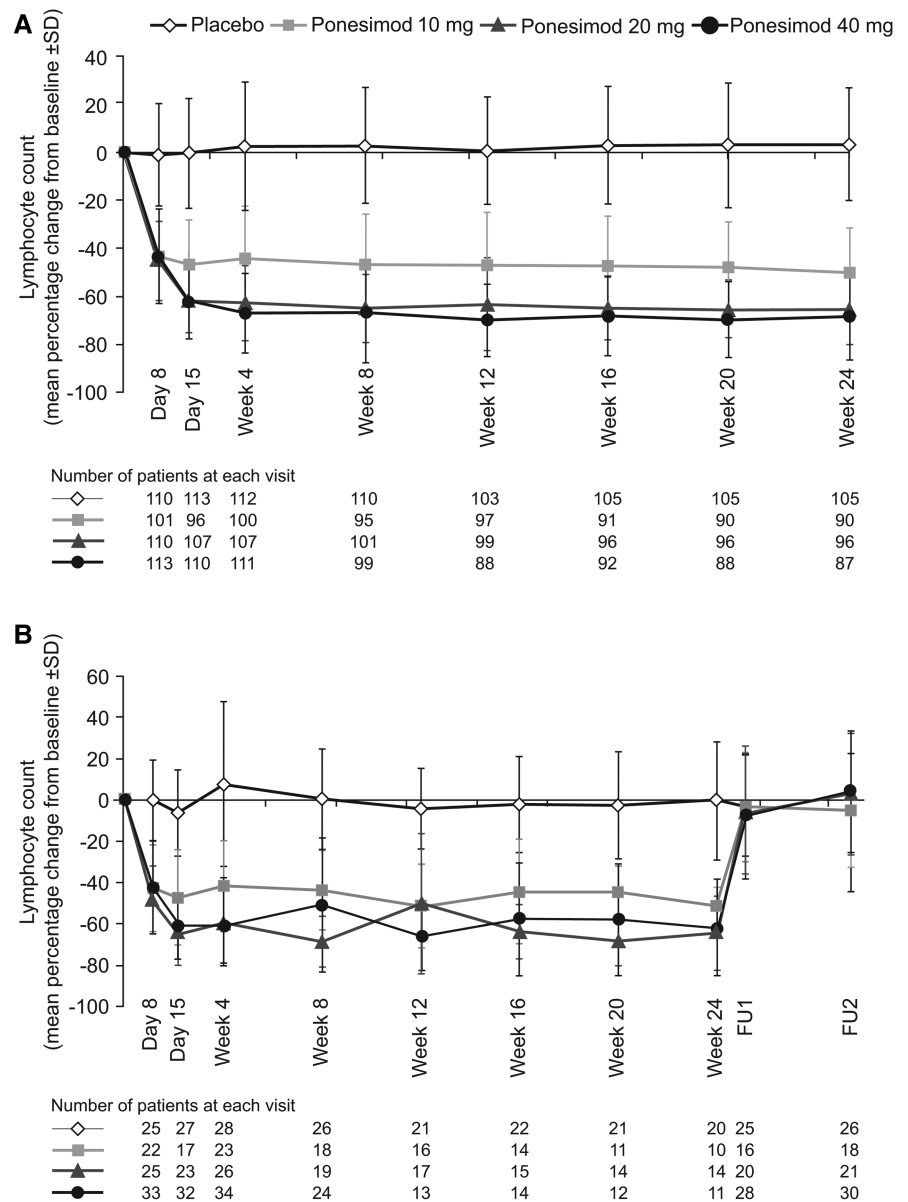 A
Placebo Ponesimod 10 mg Ponesimod 20 mg Ponesimod 40 mg
Lymphocyte count
(mean percentage change from baseline ±SD)
40
20
0
-20
-40
-60
-80
-100
Day 8
Day 15
Week 4
Week 8
Week 12
Week 16
Week 20
Week 24
Number of patients at each visit
110 113 112 110 103 105 105 105
101 96 100 95 97 91 90 90
110 107 107 101 99 96 96 96
113 110 111 99 88 92 88 87
B
Lymphocyte count
(mean percentage change from baseline ±SD)
60
40
20
0
-20
-40
-60
-80
-100
Day 8
Day 15
Week 4
Week 8
Week 12
Week 16
Week 20
Week 24
FU1
FU2
Number of patients at each visit
25 27 28 26 21 22 21 20 25 26
22 17 23 18 16 14 11 10 16 18
25 23 26 19 17 15 14 14 20 21
33 32 34 24 13 14 12 11 28 30